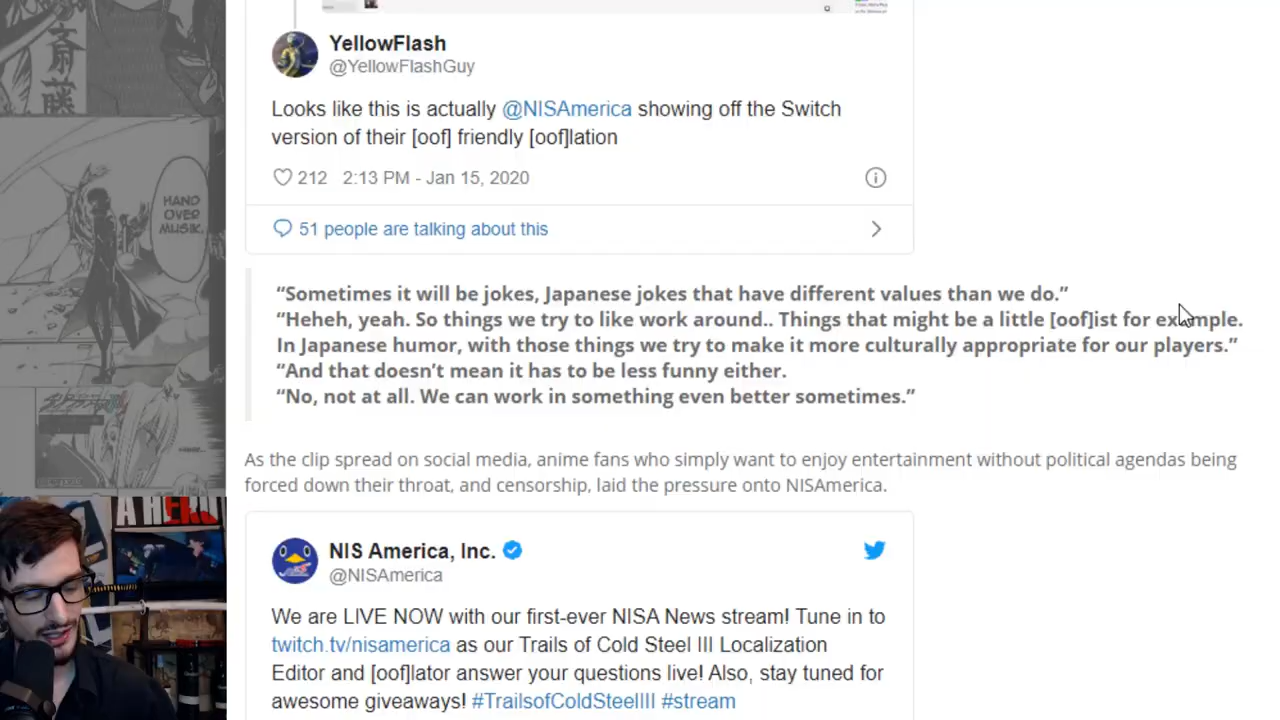 斎藤
HAND
OVER
MUSIK.
YellowFlash
@YellowFlashGuy
Looks like this is actually @NISAmerica showing off the Switch
version of their [oof] friendly [oof]lation
212 2:13 PM - Jan 15, 2020
51 people are talking about this
“Sometimes it will be jokes, Japanese jokes that have different values than we do.”
“Heheh, yeah. So things we try to like work around.. Things that might be a little [oof]ist for example.
In Japanese humor, with those things we try to make it more culturally appropriate for our players.”
“And that doesn’t mean it has to be less funny either.
“No, not at all. We can work in something even better sometimes.”
As the clip spread on social media, anime fans who simply want to enjoy entertainment without political agendas being
forced down their throat, and censorship, laid the pressure onto NISAmerica.
A HERO
NIS America, Inc.
@NISAmerica
We are LIVE NOW with our first-ever NISA News stream! Tune in to
twitch.tv/nisamerica as our Trails of Cold Steel III Localization
Editor and [oof]lator answer your questions live! Also, stay tuned for
awesome giveaways! #TrailsofColdSteelIII #stream